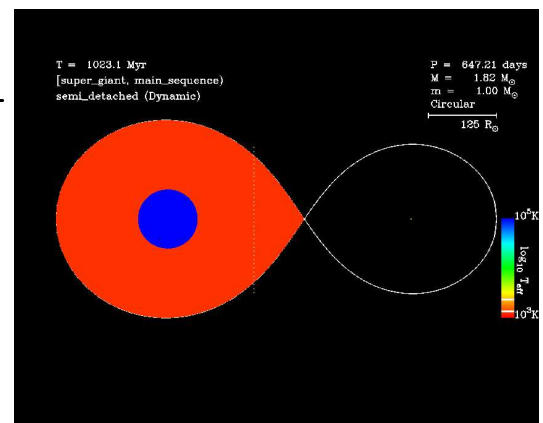 T = 1023.1 Myr
[super_giant, main_sequence)
semi_detached (Dynamic)
P = 647.21 days
M = 1.82 M⊙
m = 1.00 M⊙
Circular
125 R⊙
10⁵K
log₁₀ T_eff
10³K